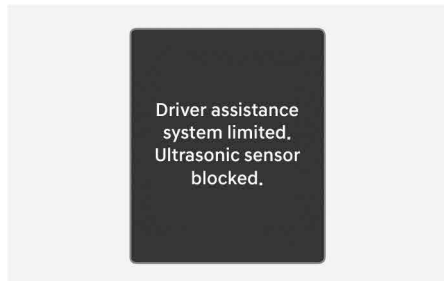 Driver assistance
system limited.
Ultrasonic sensor
blocked.